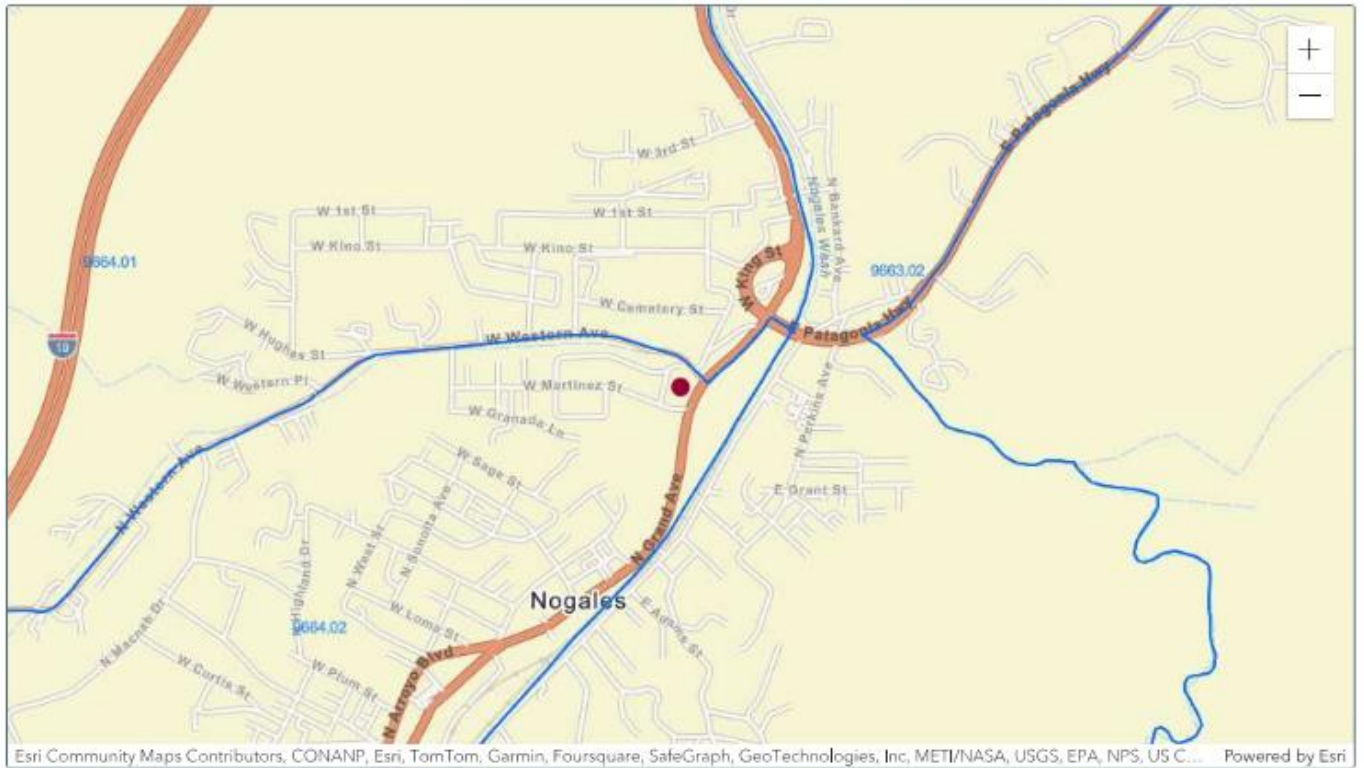 +
−
E Patagonia Hwy
W 3rd St
N Bankard Ave
Nogales Wash
W 1st St
W 1st St
W Kino St
W Kino St
W King St
9664.01
9663.02
W Cemetery St
E Patagonia Hwy
W Western Ave
W Hughes St
19
W Western Pl
W Martinez St
W Granada Ln
N Perkins Ave
N Western Ave
W Sage St
N Sonoita Ave
E Grant St
N Grand Ave
N West St
N Highland Dr
Nogales
W Loma St
E Adams St
9664.02
N Macnab Dr
N Arroyo Blvd
W Curtis St
W Plum St
Esri Community Maps Contributors, CONANP, Esri, TomTom, Garmin, Foursquare, SafeGraph, GeoTechnologies, Inc, METI/NASA, USGS, EPA, NPS, US C... Powered by Esri